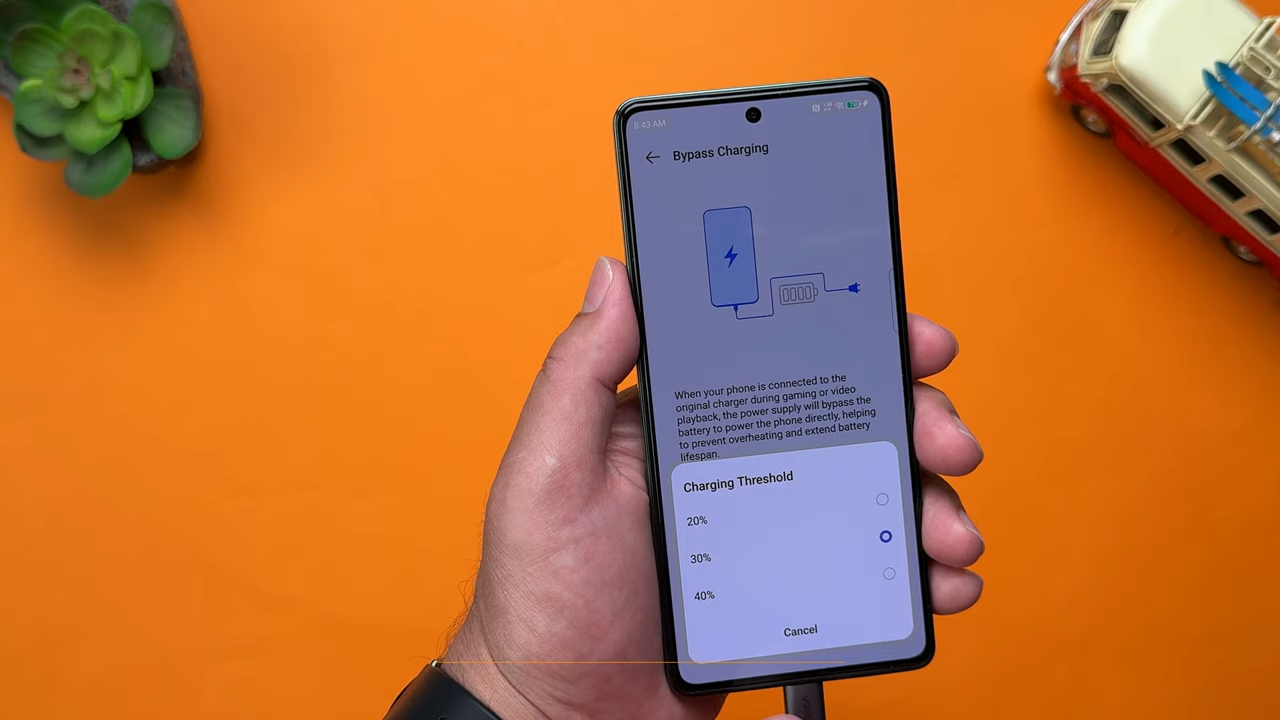 8:43 AM
Bypass Charging
When your phone is connected to the
original charger during gaming or video
playback, the power supply will bypass the
battery to power the phone directly, helping
to prevent overheating and extend battery
lifespan.
Charging Threshold
20%
30%
40%
Cancel